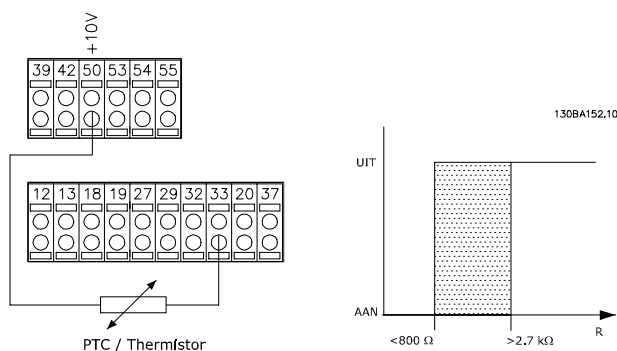 +10V
39 42 50 53 54 55
12 13 18 19 27 29 32 33 20 37
PTC / Thermistor
130BA152.10
UIT
AAN
<800 Ω
>2.7 kΩ
R